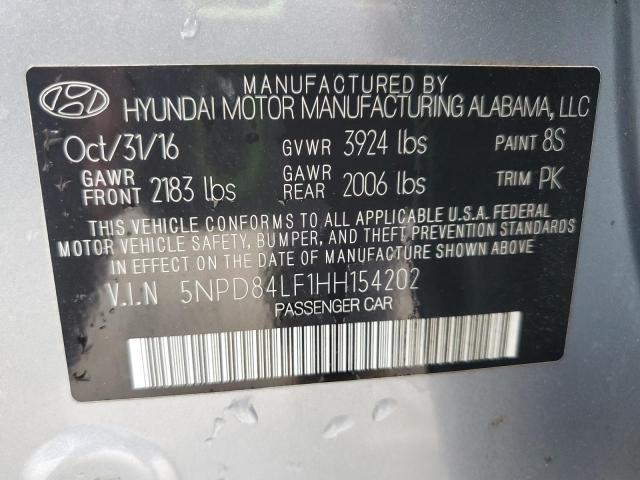 MANUFACTURED BY
HYUNDAI MOTOR MANUFACTURING ALABAMA, LLC
Oct/31/16 GVWR 3924 lbs PAINT 8S
GAWR FRONT 2183 lbs GAWR REAR 2006 lbs TRIM PK
THIS VEHICLE CONFORMS TO ALL APPLICABLE U.S.A. FEDERAL
MOTOR VEHICLE SAFETY, BUMPER, AND THEFT PREVENTION STANDARDS
IN EFFECT ON THE DATE OF MANUFACTURE SHOWN ABOVE
V.I.N 5NPD84LF1HH154202
PASSENGER CAR